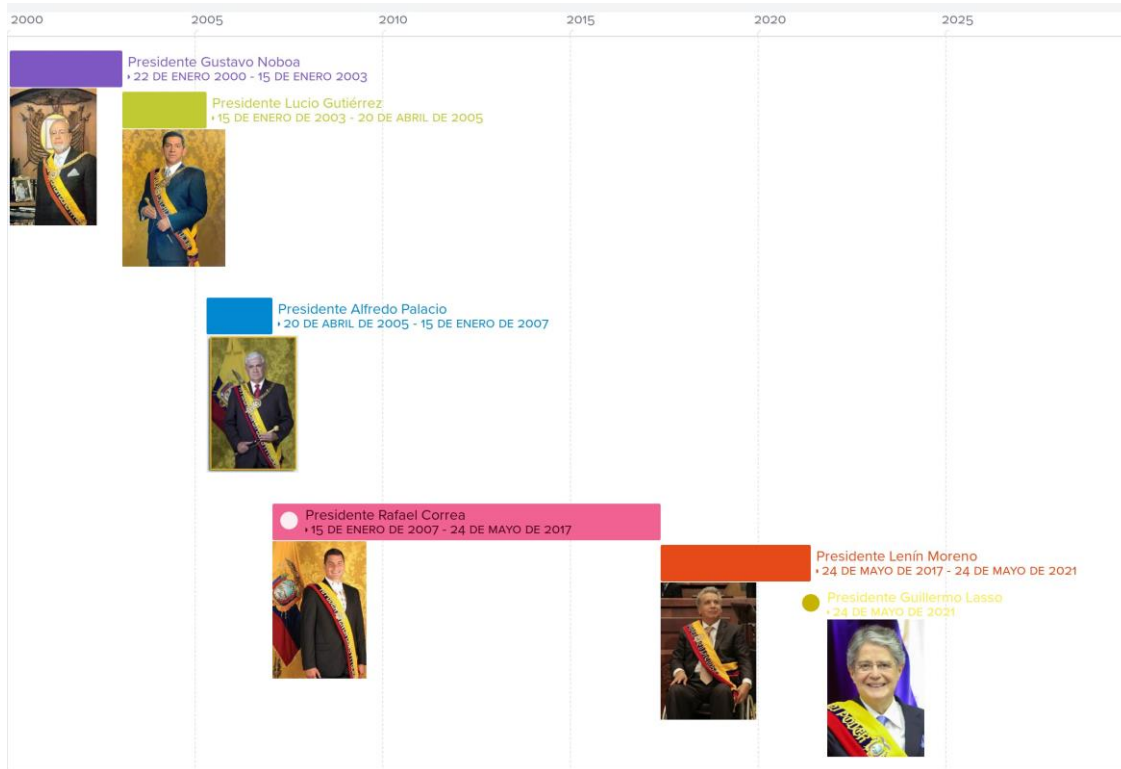 2000 2005 2010 2015 2020 2025
Presidente Gustavo Noboa
22 DE ENERO 2000 - 15 DE ENERO 2003
Presidente Lucio Gutiérrez
15 DE ENERO DE 2003 - 20 DE ABRIL DE 2005
Presidente Alfredo Palacio
20 DE ABRIL DE 2005 - 15 DE ENERO DE 2007
Presidente Rafael Correa
15 DE ENERO DE 2007 - 24 DE MAYO DE 2017
Presidente Lenín Moreno
24 DE MAYO DE 2017 - 24 DE MAYO DE 2021
Presidente Guillermo Lasso
24 DE MAYO DE 2021